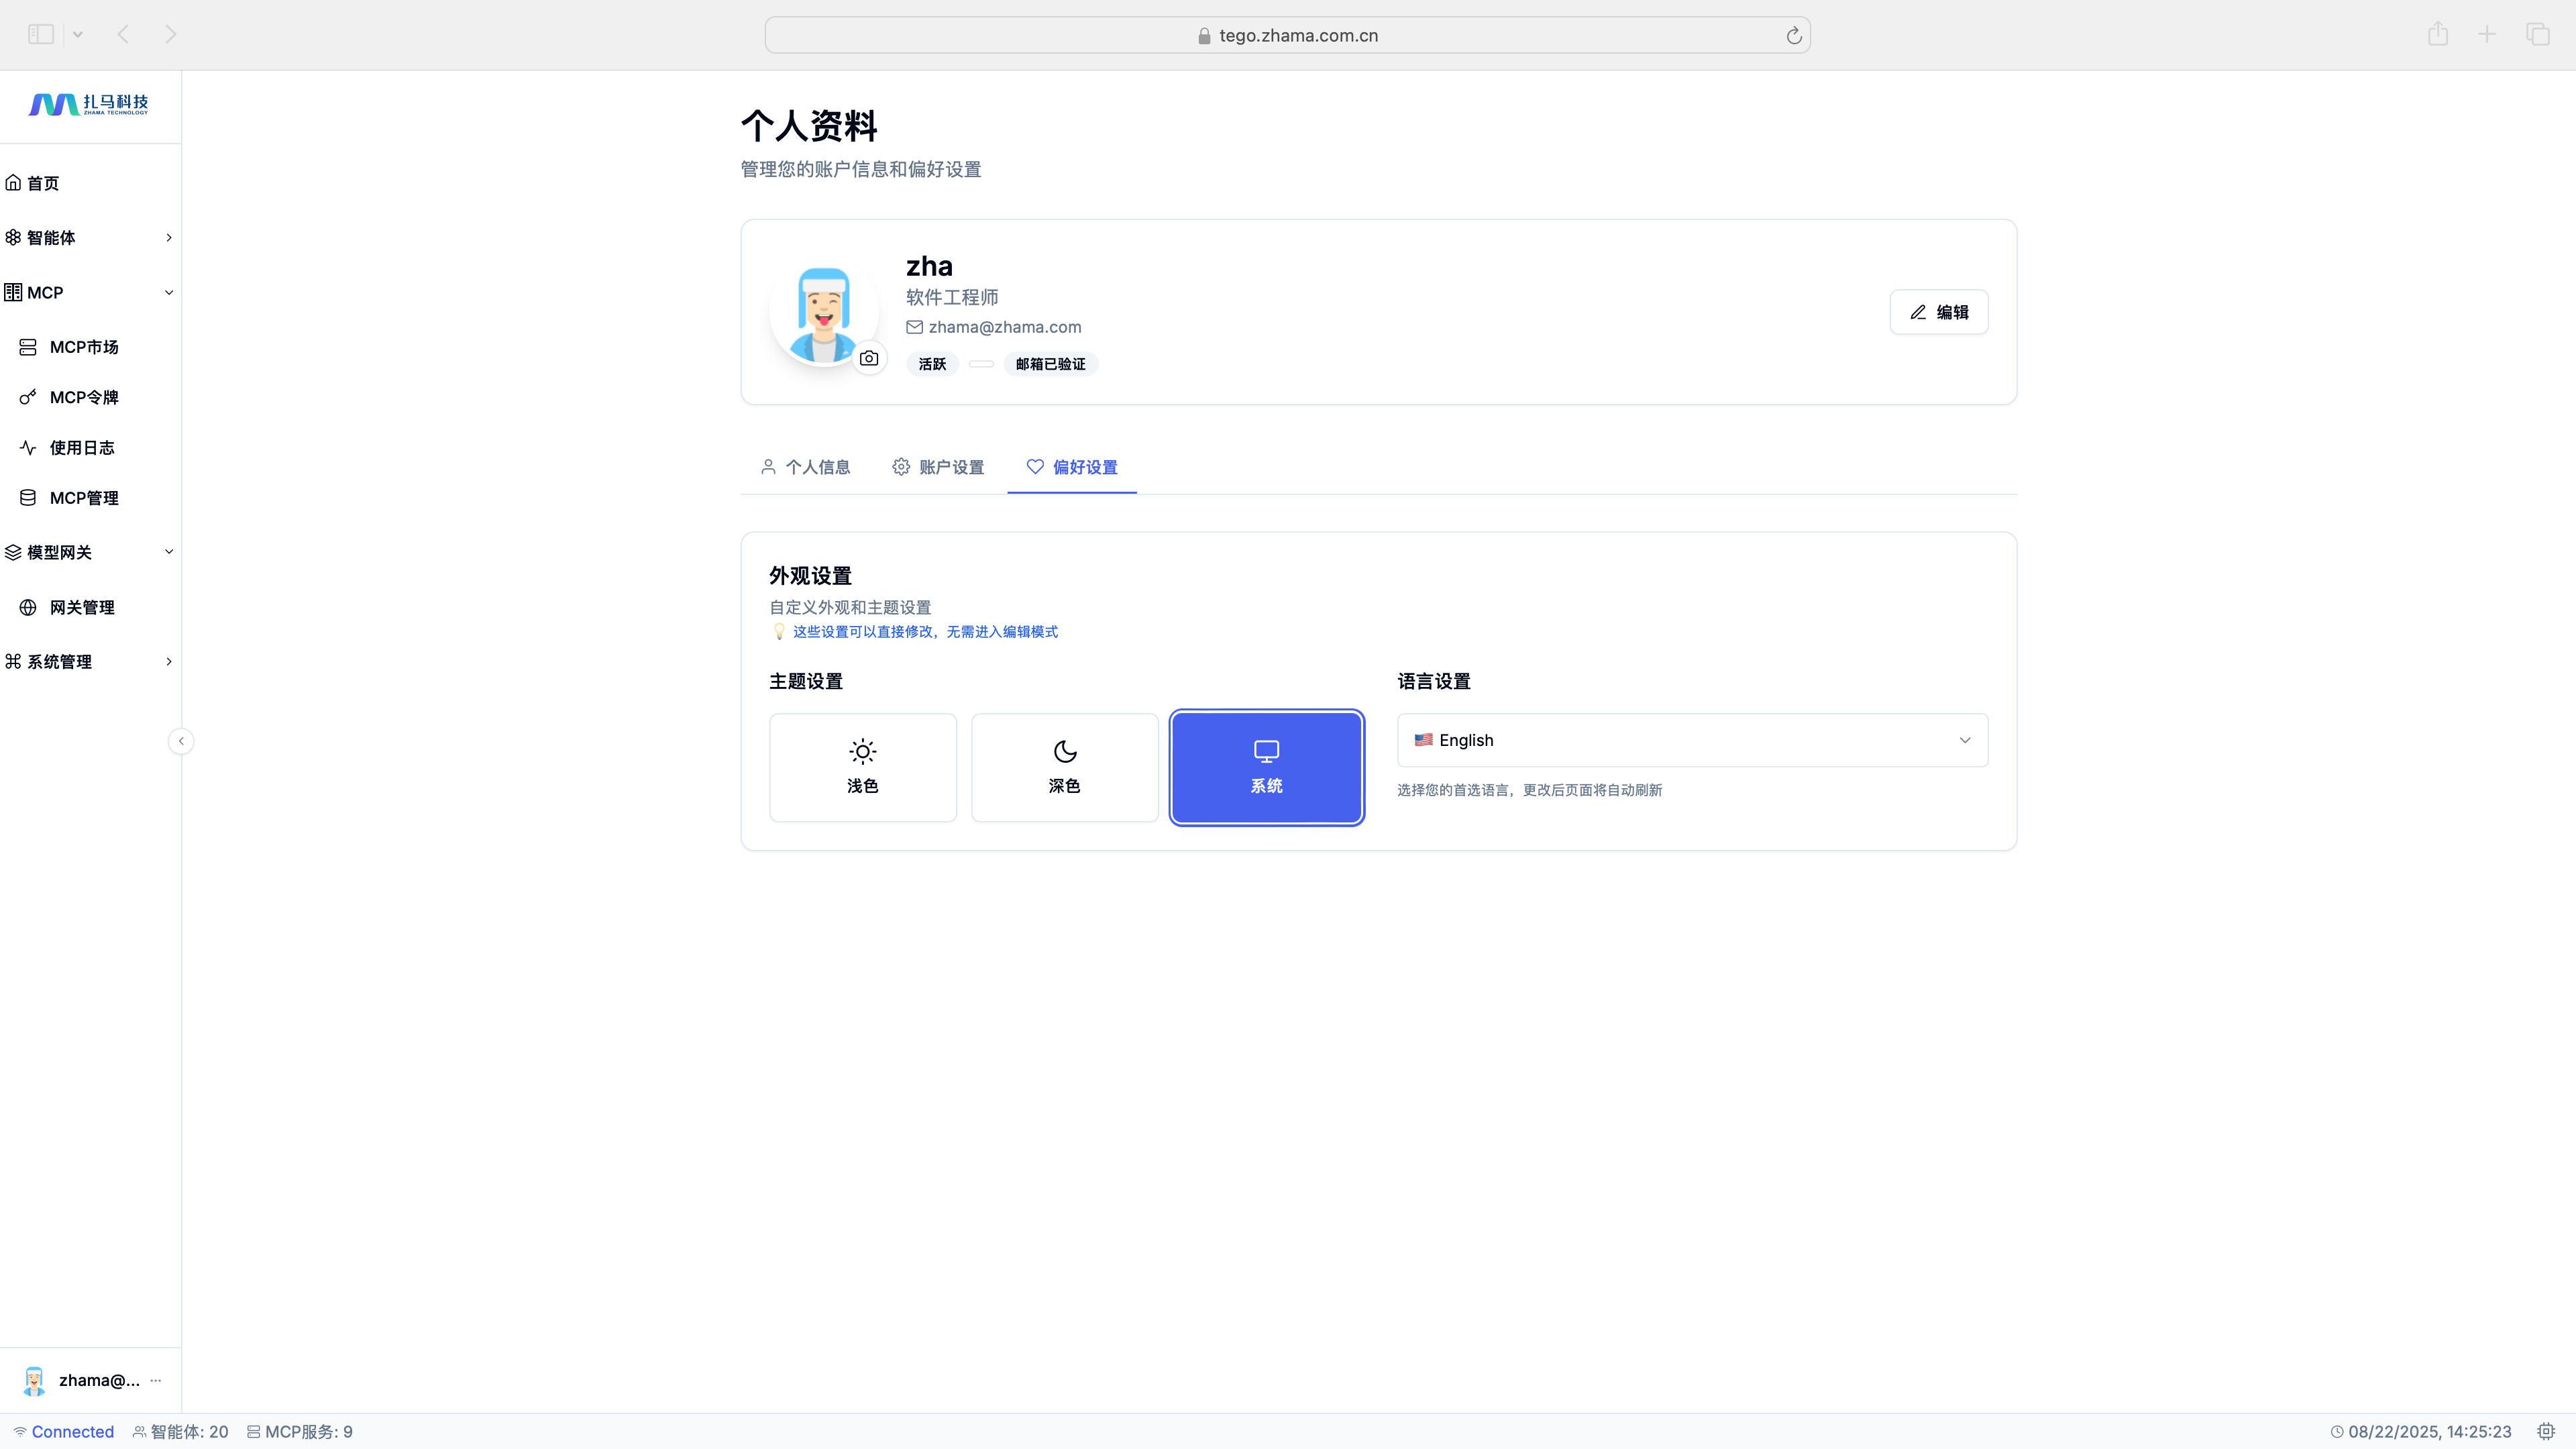 tego.zhama.com.cn
扎马科技
ZHAMA TECHNOLOGY
首页
智能体
MCP
MCP市场
MCP令牌
使用日志
MCP管理
模型网关
网关管理
系统管理
zhama@...
个人资料
管理您的账户信息和偏好设置
zha
软件工程师
zhama@zhama.com
活跃
邮箱已验证
编辑
个人信息
账户设置
偏好设置
外观设置
自定义外观和主题设置
这些设置可以直接修改，无需进入编辑模式
主题设置
浅色
深色
系统
语言设置
English
选择您的首选语言，更改后页面将自动刷新
Connected
智能体: 20
MCP服务: 9
08/22/2025, 14:25:23